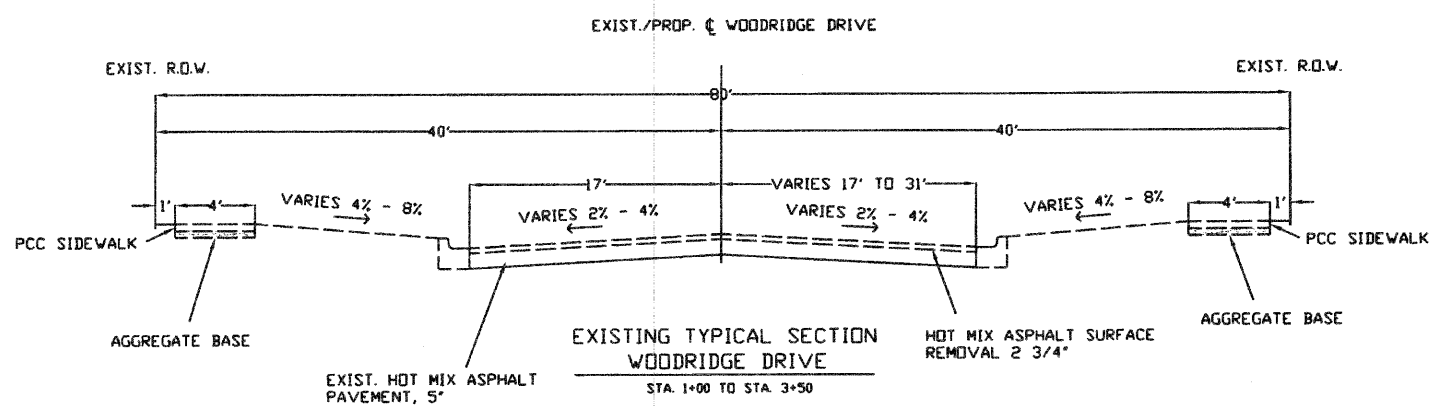 EXIST./PROP. ℄ WOODRIDGE DRIVE
EXIST. R.O.W.
EXIST. R.O.W.
80'
40'
40'
17'
VARIES 17' TO 31'
1'
4'
VARIES 4% - 8%
VARIES 2% - 4%
VARIES 2% - 4%
VARIES 4% - 8%
4'
1'
PCC SIDEWALK
PCC SIDEWALK
AGGREGATE BASE
AGGREGATE BASE
EXIST. HOT MIX ASPHALT
PAVEMENT, 5"
HOT MIX ASPHALT SURFACE
REMOVAL 2 3/4"
EXISTING TYPICAL SECTION
WOODRIDGE DRIVE
STA. 1+00 TO STA. 3+50